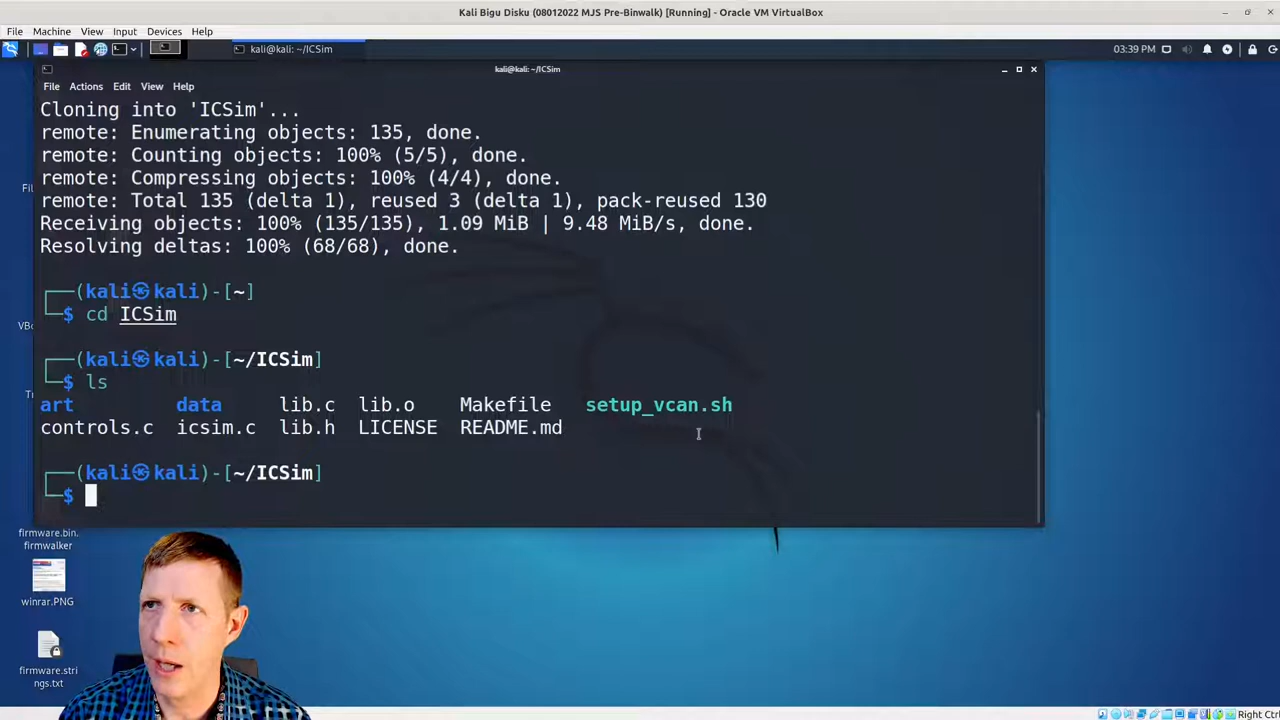 Kali Bigu Disku (08012022 MJS Pre-Binwalk) [Running] - Oracle VM VirtualBox
File Machine View Input Devices Help
kali@kali: ~/ICSim
03:39 PM
kali@kali: ~/ICSim
File Actions Edit View Help
Cloning into 'ICSim'...
remote: Enumerating objects: 135, done.
remote: Counting objects: 100% (5/5), done.
remote: Compressing objects: 100% (4/4), done.
remote: Total 135 (delta 1), reused 3 (delta 1), pack-reused 130
Receiving objects: 100% (135/135), 1.09 MiB | 9.48 MiB/s, done.
Resolving deltas: 100% (68/68), done.
┌──(kali㉿kali)-[~]
└─$ cd ICSim
┌──(kali㉿kali)-[~/ICSim]
└─$ ls
art data lib.c lib.o Makefile setup_vcan.sh
controls.c icsim.c lib.h LICENSE README.md
┌──(kali㉿kali)-[~/ICSim]
└─$
firmware.bin.
firmwalker
winrar.PNG
firmware.stri
ngs.txt
Right Ctrl